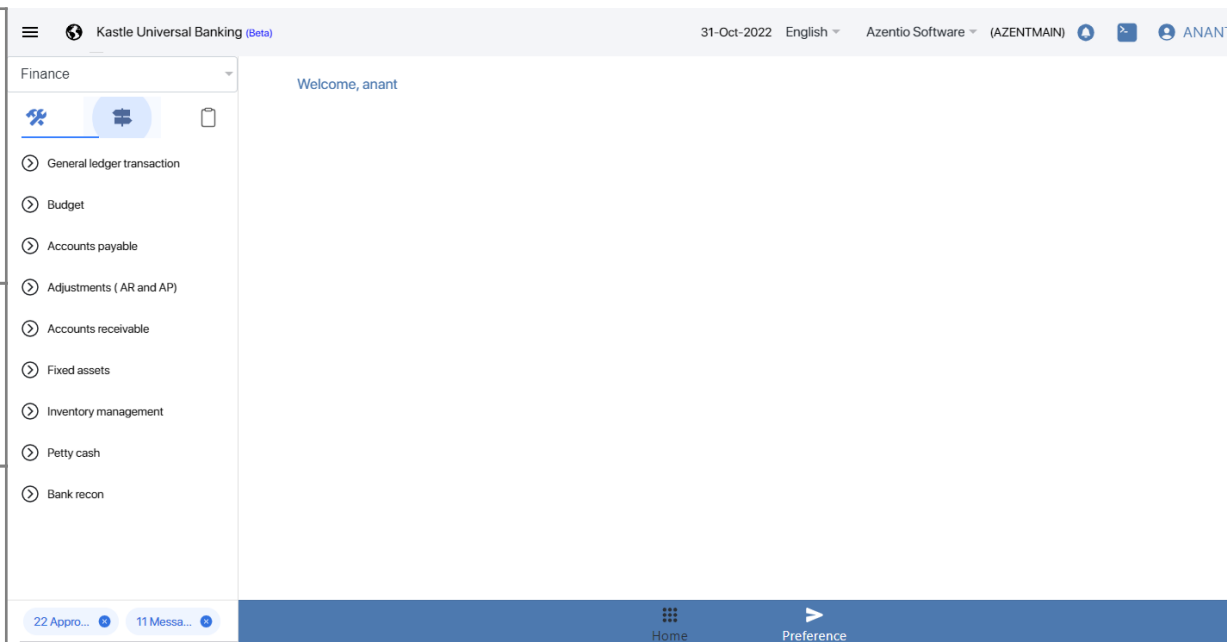 Kastle Universal Banking (Beta)
31-Oct-2022 English Azentio Software (AZENTMAIN) ANANT
Finance
Welcome, anant
General ledger transaction
Budget
Accounts payable
Adjustments ( AR and AP)
Accounts receivable
Fixed assets
Inventory management
Petty cash
Bank recon
22 Appro... 11 Messa...
Home Preference